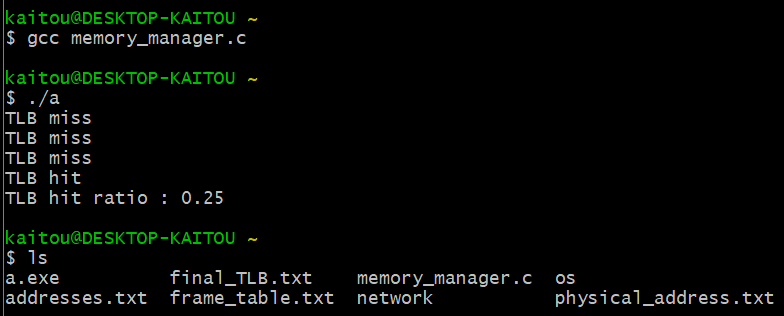 kaitou@DESKTOP-KAITOU ~
$ gcc memory_manager.c
kaitou@DESKTOP-KAITOU ~
$ ./a
TLB miss
TLB miss
TLB miss
TLB hit
TLB hit ratio : 0.25
kaitou@DESKTOP-KAITOU ~
$ ls
a.exe final_TLB.txt memory_manager.c os
addresses.txt frame_table.txt network physical_address.txt